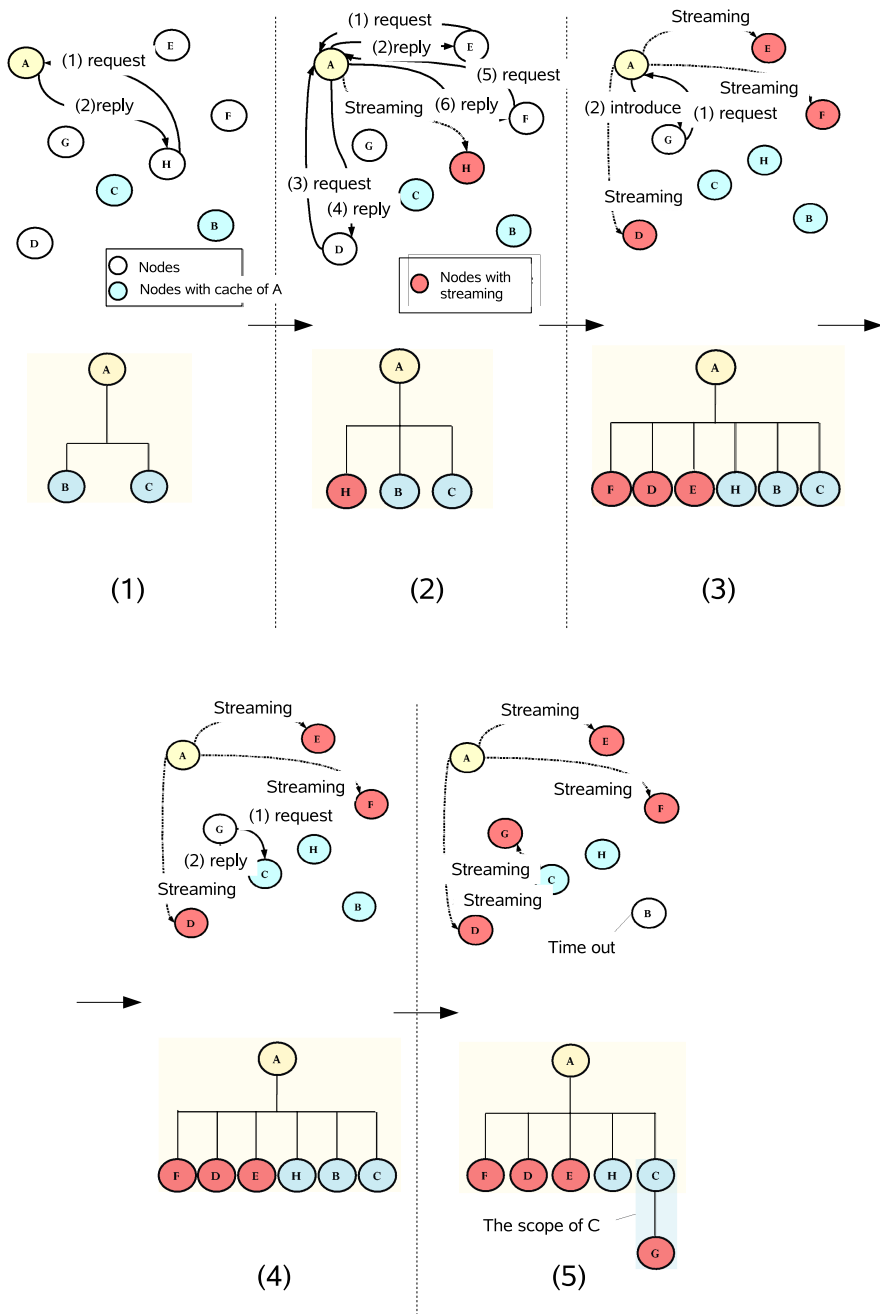 E
A
(1) request
(2)reply
F
G
H
C
B
D
Nodes
Nodes with cache of A
A
B
C
(1)
(1) request
E
(2)reply
A
(5) request
Streaming
(6) reply
F
G
H
(3) request
C
(4) reply
B
D
Nodes with
streaming
A
H
B
C
(2)
Streaming
E
A
Streaming
(2) introduce
(1) request
F
G
H
C
Streaming
B
D
A
F
D
E
H
B
C
(3)
Streaming
E
A
Streaming
F
(1) request
G
H
(2) reply
C
Streaming
B
D
A
F
D
E
H
B
C
(4)
Streaming
E
A
Streaming
F
G
H
Streaming
C
Streaming
B
D
Time out
A
F
D
E
H
C
The scope of C
G
(5)